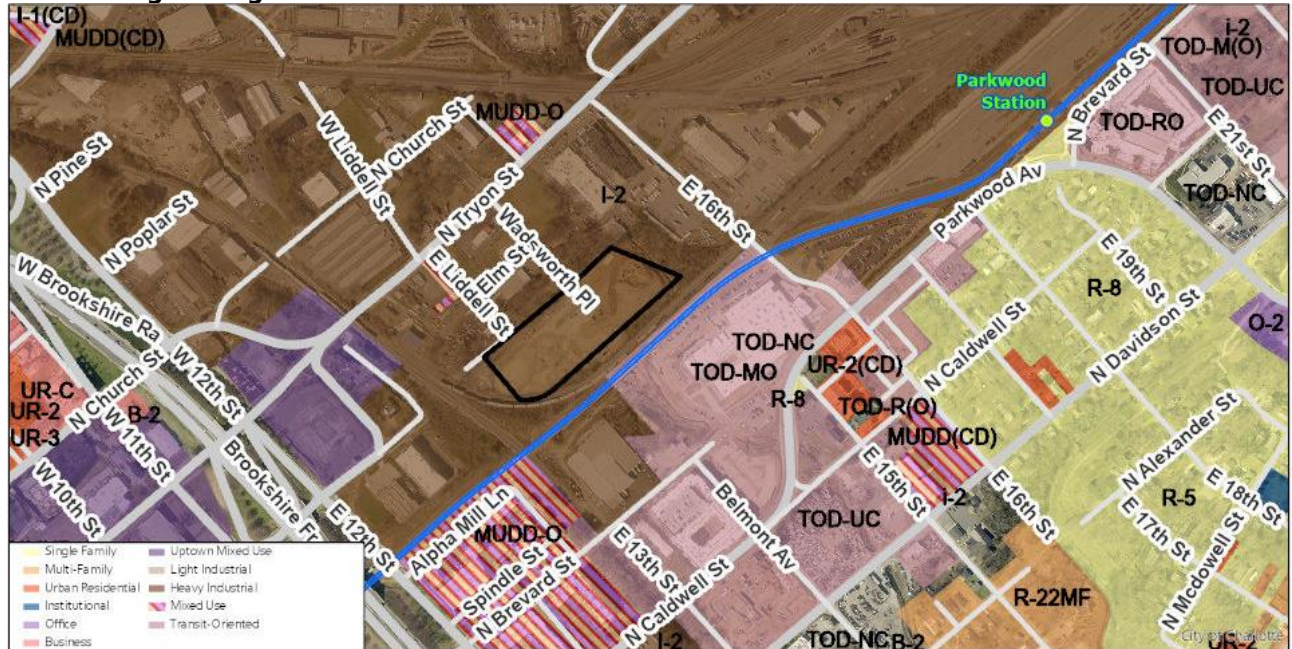 I-1(CD)
MUDD(CD)
i-2
TOD-M(O)
TOD-UC
Parkwood
Station
N Brevard St
TOD-RO
E 21st St
TOD-NC
MUDD-O
N Church St
W Liddell St
N Pine St
N Poplar St
N Tryon St
I-2
E 16th St
Parkwood Av
Wadsworth Pl
Elm St
E Liddell St
E 19th St
R-8
O-2
N Caldwell St
N Davidson St
W Brookshire Ra
W 12th St
N Church St
UR-C
UR-2
UR-3
B-2
W 11th St
W 10th St
Brookshire Fr
E 12th St
TOD-NC
TOD-MO
UR-2(CD)
R-8
TOD-R(O)
MUDD(CD)
E 15th St
i-2
E 16th St
N Alexander St
R-5
E 18th St
E 17th St
N Mcdowell St
Alpha Mill Ln
MUDD-O
Spindle St
N Brevard St
E 13th St
Belmont Av
N Caldwell St
TOD-UC
R-22MF
I-2
TOD-NC
B-2
UR-2
Single Family
Multi-Family
Urban Residential
Institutional
Office
Business
Uptown Mixed Use
Light Industrial
Heavy Industrial
Mixed Use
Transit-Oriented
City of Charlotte